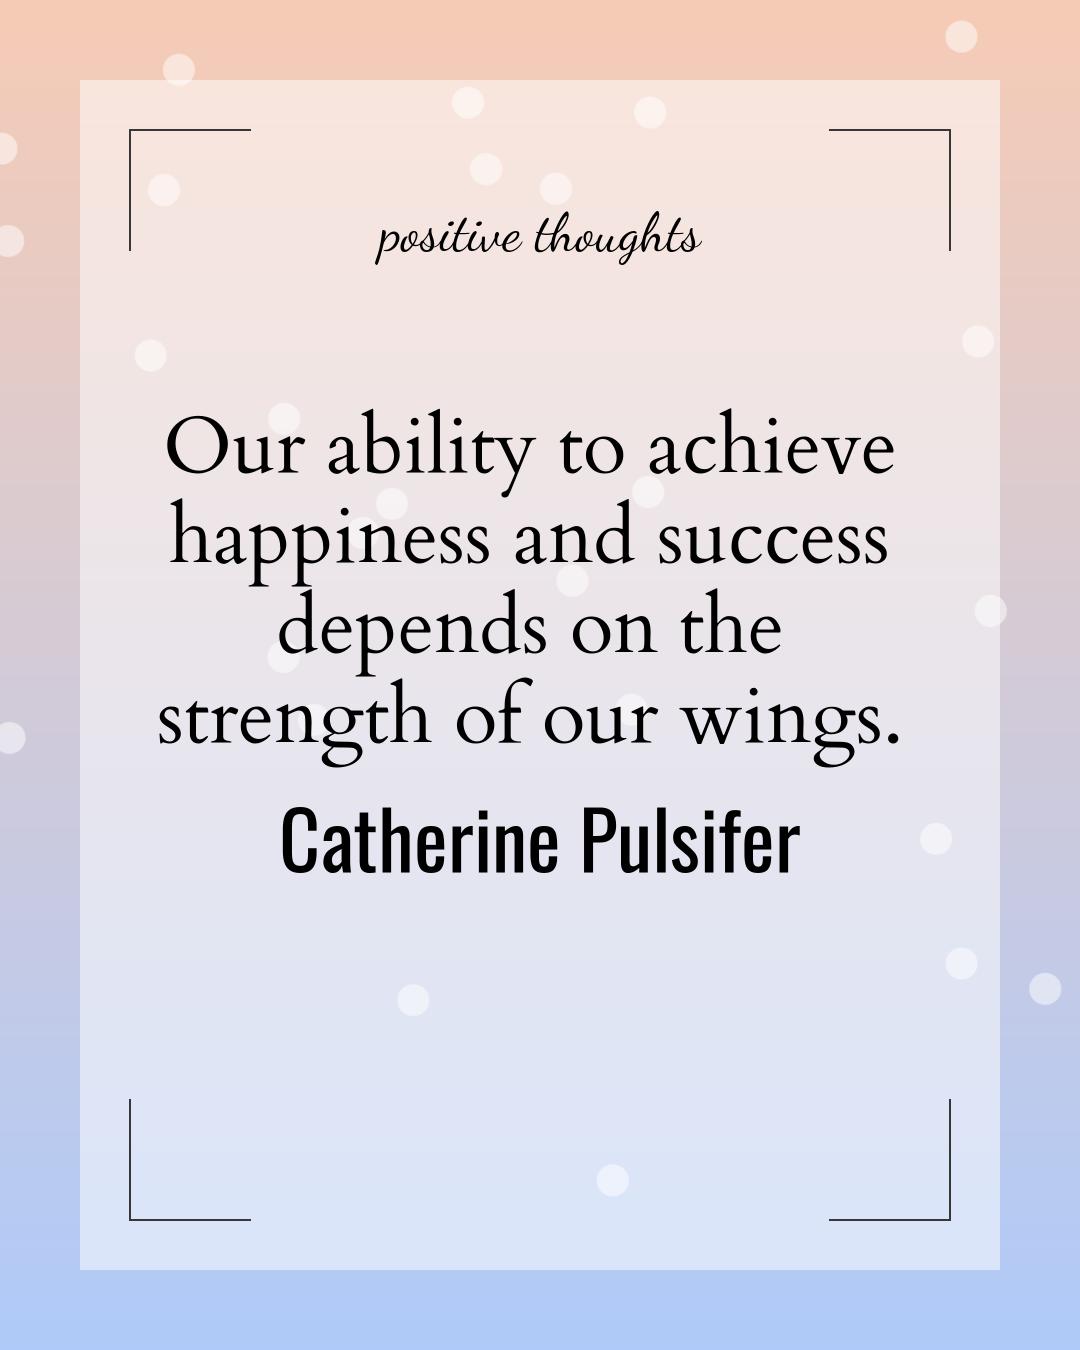 positive thoughts
Our ability to achieve
happiness and success
depends on the
strength of our wings.
Catherine Pulsifer